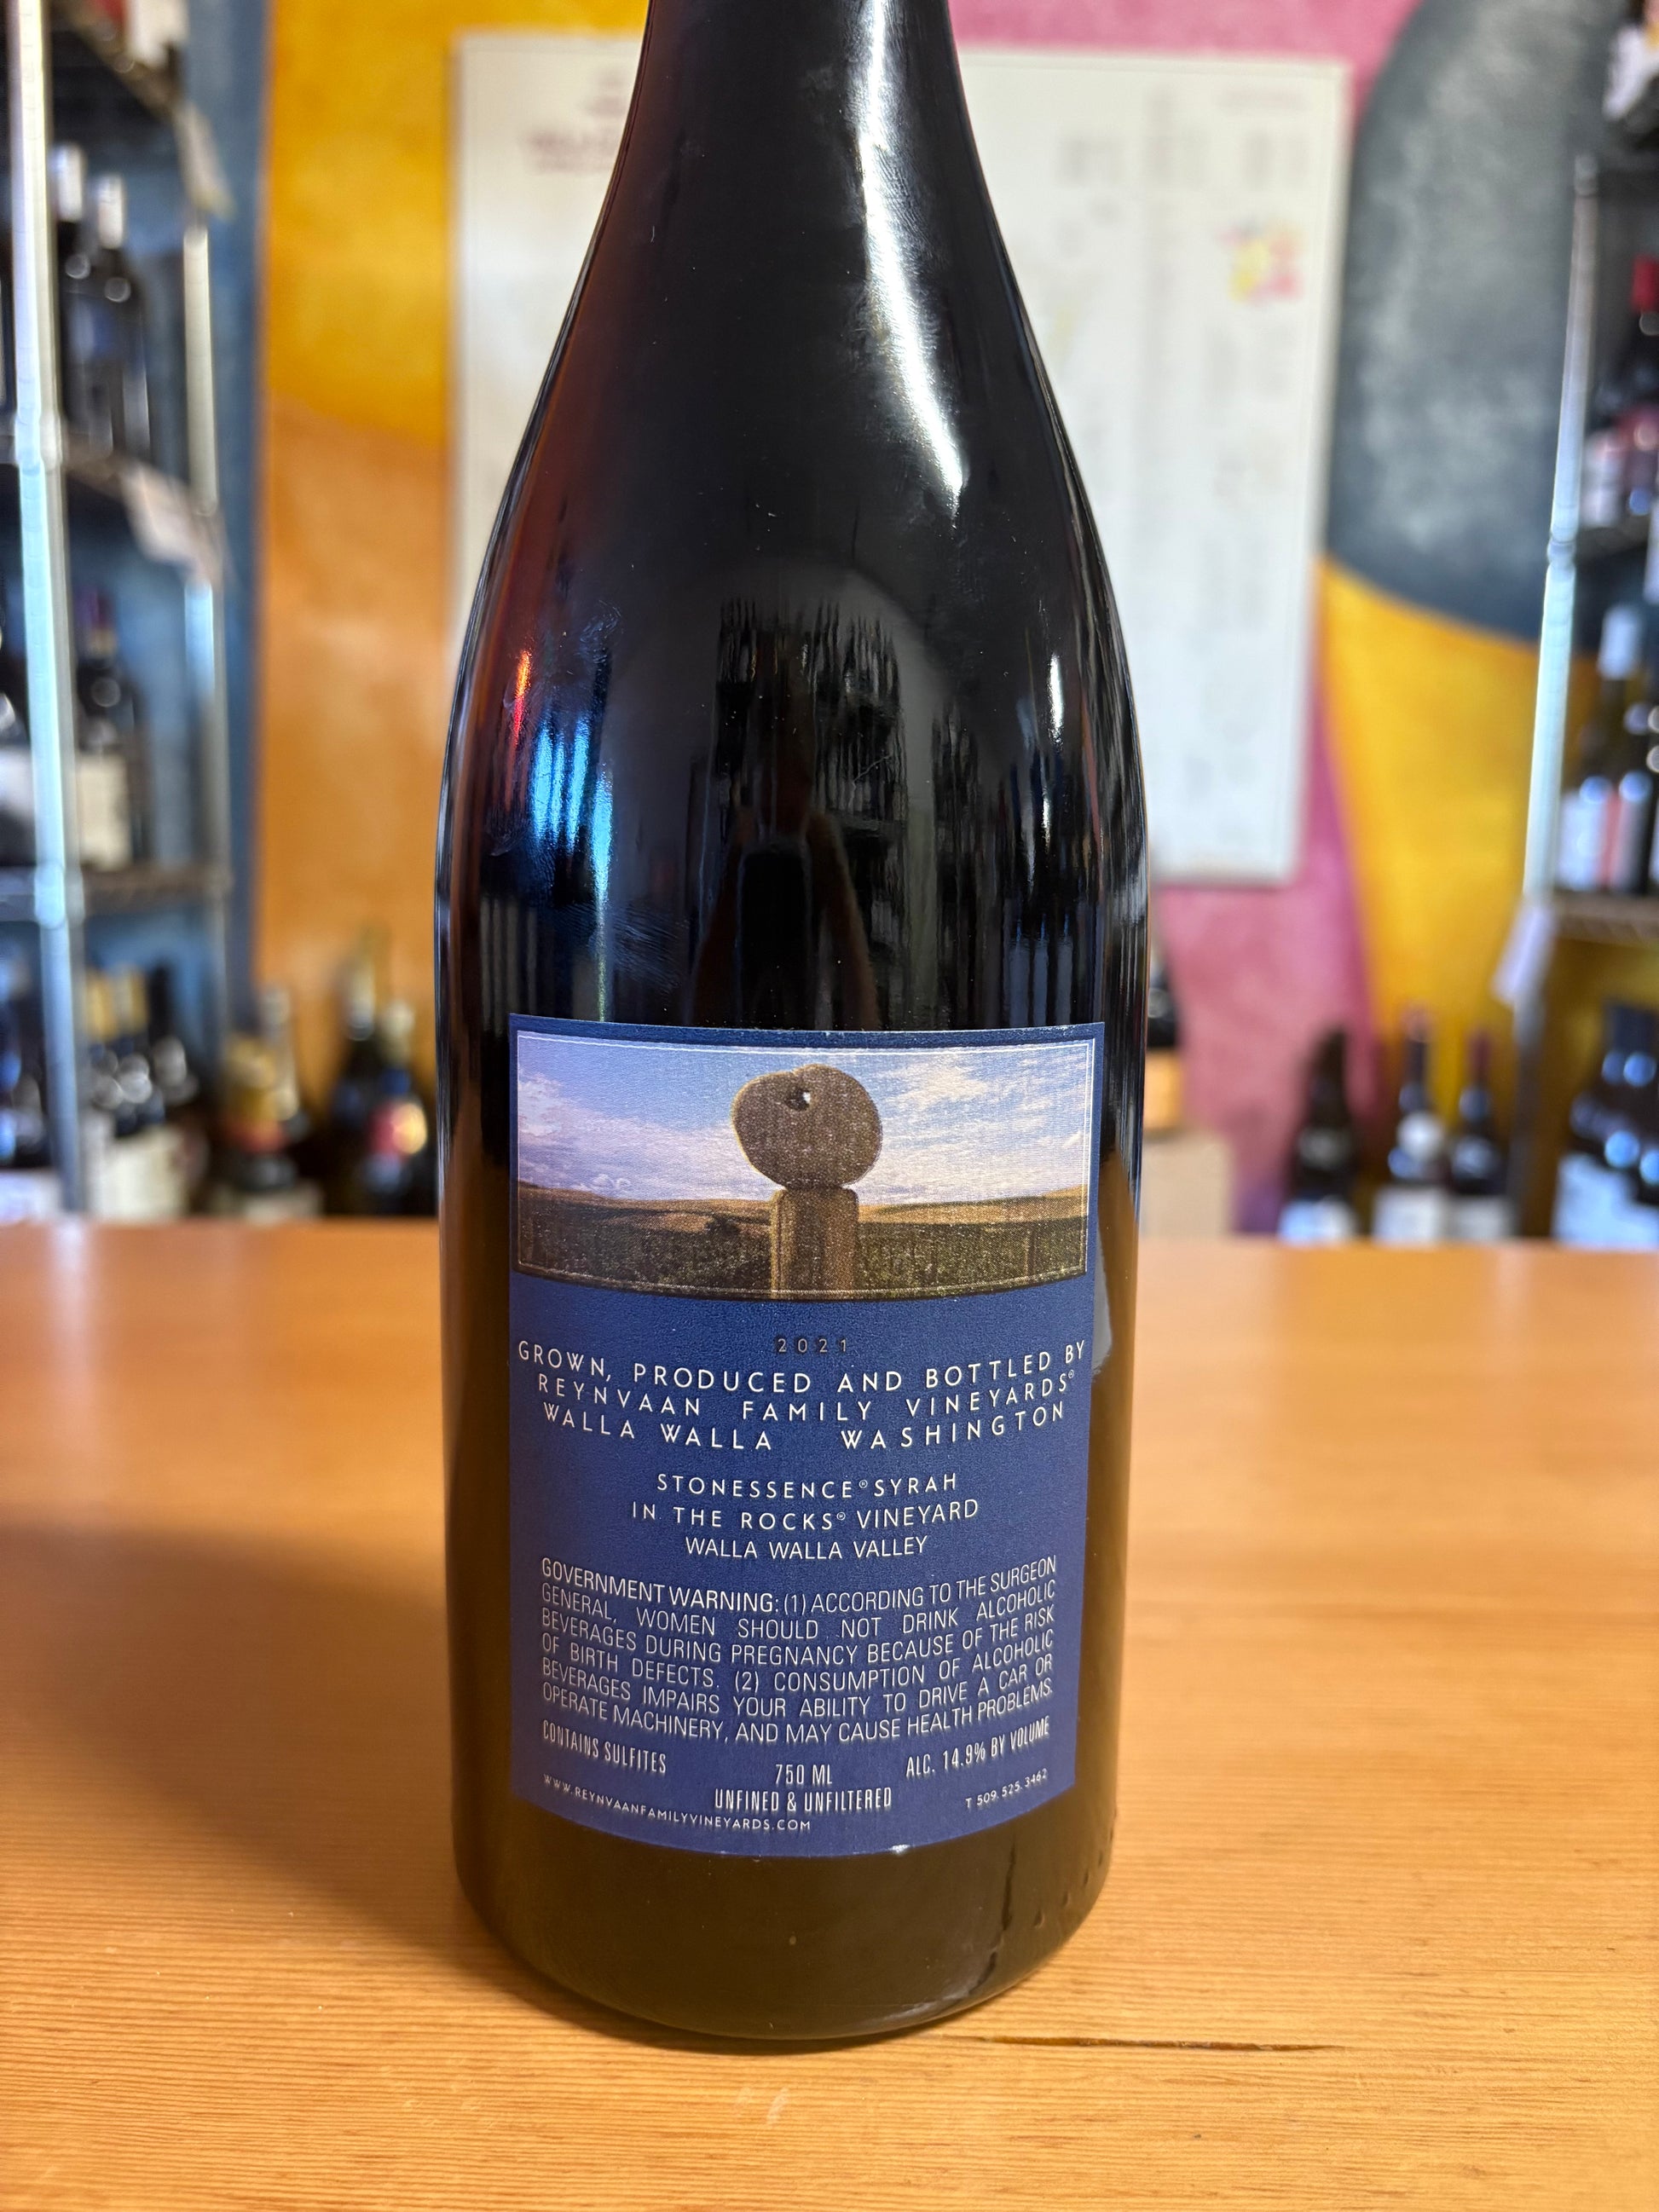 2021
GROWN, PRODUCED AND BOTTLED BY
REYNVAAN FAMILY VINEYARDS®
WALLA WALLA WASHINGTON
STONESSENCE® SYRAH
IN THE ROCKS® VINEYARD
WALLA WALLA VALLEY
GOVERNMENT WARNING: (1) ACCORDING TO THE SURGEON
GENERAL, WOMEN SHOULD NOT DRINK ALCOHOLIC
BEVERAGES DURING PREGNANCY BECAUSE OF THE RISK
OF BIRTH DEFECTS. (2) CONSUMPTION OF ALCOHOLIC
BEVERAGES IMPAIRS YOUR ABILITY TO DRIVE A CAR OR
OPERATE MACHINERY, AND MAY CAUSE HEALTH PROBLEMS.
CONTAINS SULFITES 750 ML ALC. 14.9% BY VOLUME
UNFINED & UNFILTERED
WWW.REYNVAANFAMILYVINEYARDS.COM T 509.525.3462